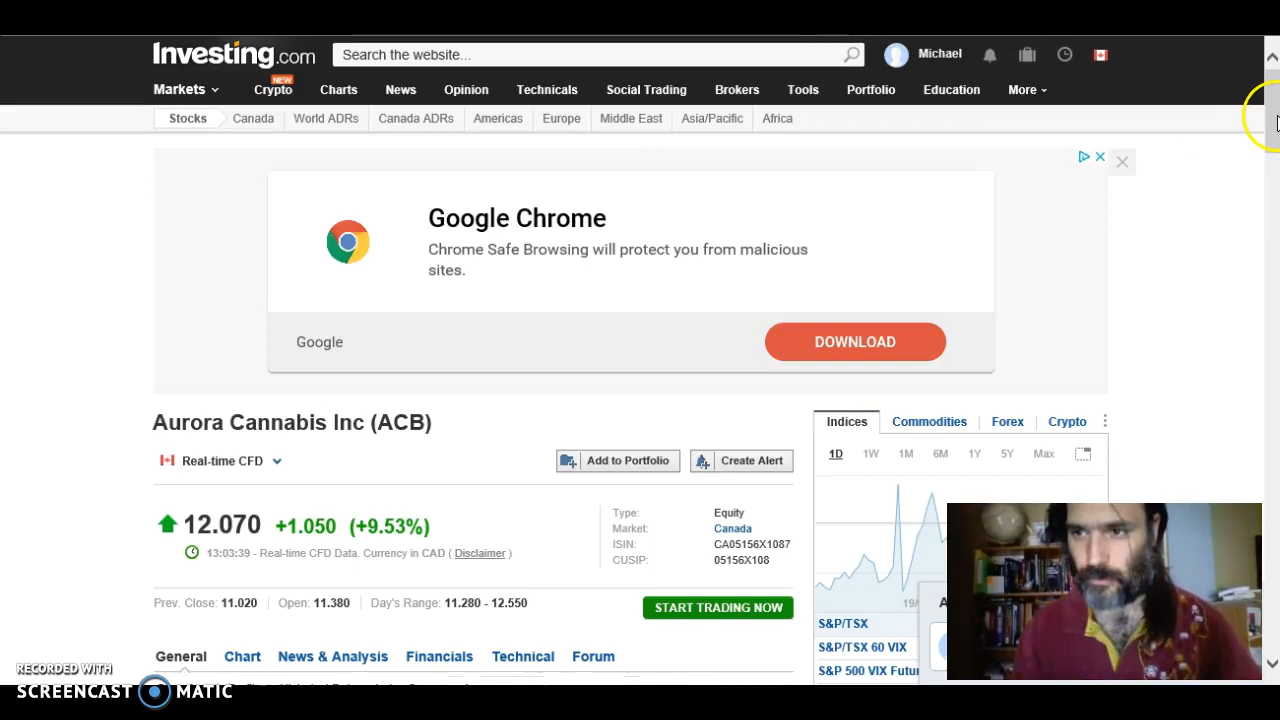 Investing.com
Search the website...
Michael
Markets
NEW
Crypto
Charts
News
Opinion
Technicals
Social Trading
Brokers
Tools
Portfolio
Education
More
Stocks
Canada
World ADRs
Canada ADRs
Americas
Europe
Middle East
Asia/Pacific
Africa
Google Chrome
Chrome Safe Browsing will protect you from malicious
sites.
Google
DOWNLOAD
Aurora Cannabis Inc (ACB)
Real-time CFD
Add to Portfolio
Create Alert
12.070 +1.050 (+9.53%)
13:03:39 - Real-time CFD Data. Currency in CAD ( Disclaimer )
Type: Equity
Market: Canada
ISIN: CA05156X1087
CUSIP: 05156X108
Prev. Close: 11.020
Open: 11.380
Day's Range: 11.280 - 12.550
START TRADING NOW
General
Chart
News & Analysis
Financials
Technical
Forum
Indices
Commodities
Forex
Crypto
1D
1W
1M
6M
1Y
5Y
Max
S&P/TSX
S&P/TSX 60 VIX
S&P 500 VIX Futu
RECORDED WITH
SCREENCAST MATIC